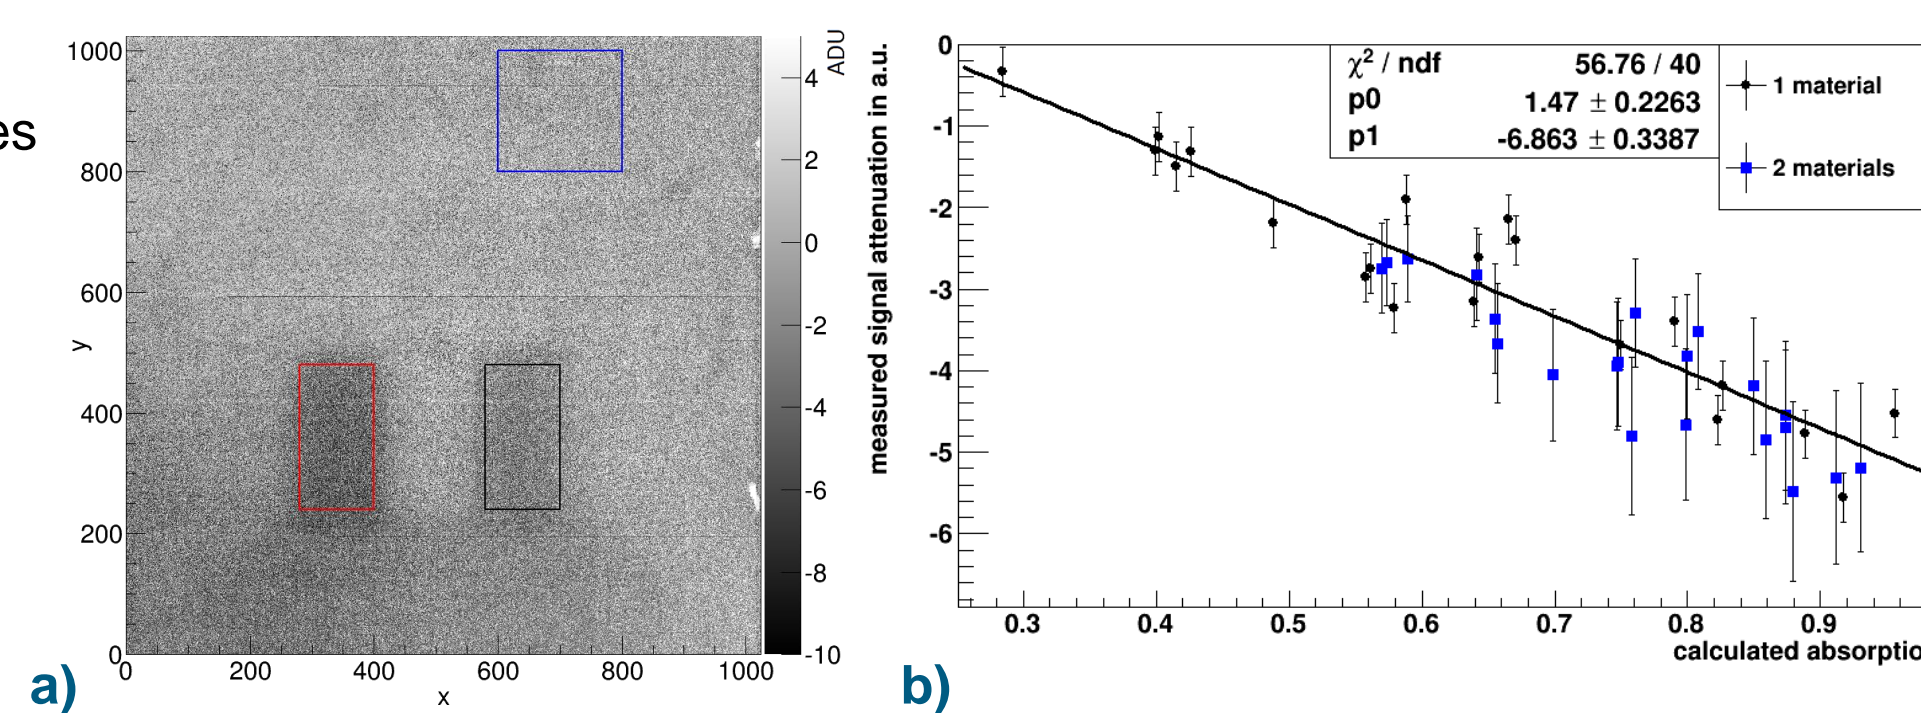 es
1000
800
600
400
200
0
y
0
200
400
600
800
1000
x
ADU
4
2
0
-2
-4
-6
-8
-10
a)
measured signal attenuation in a.u.
0
-1
-2
-3
-4
-5
-6
χ² / ndf 56.76 / 40
p0 1.47 ± 0.2263
p1 -6.863 ± 0.3387
1 material
2 materials
0.3
0.4
0.5
0.6
0.7
0.8
0.9
calculated absorptio
b)